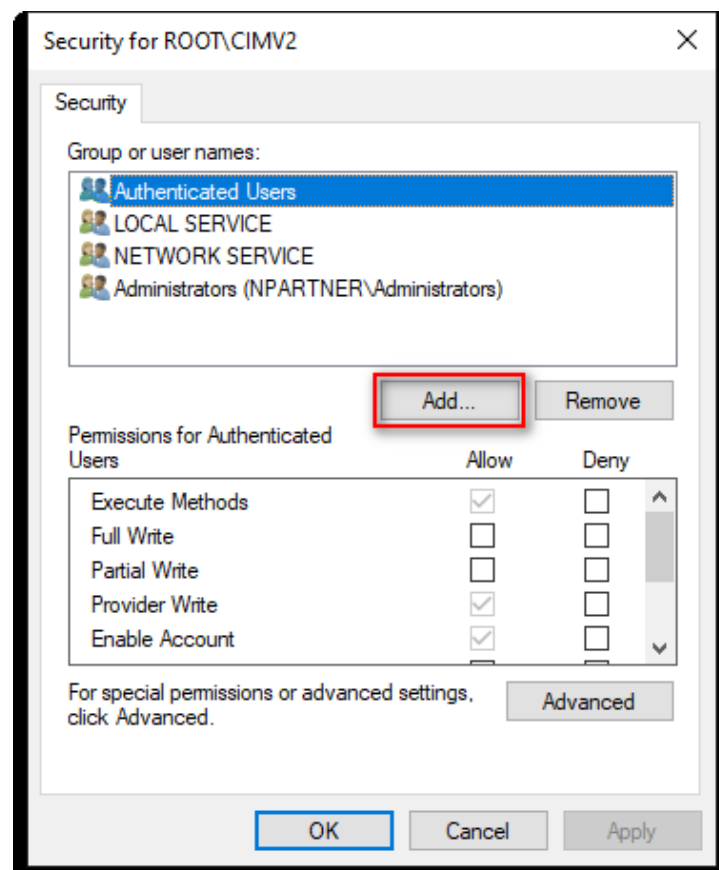 Security for ROOT\CIMV2
Security
Group or user names:
Authenticated Users
LOCAL SERVICE
NETWORK SERVICE
Administrators (NPARTNER\Administrators)
Add... Remove
Permissions for Authenticated
Users Allow Deny
Execute Methods
Full Write
Partial Write
Provider Write
Enable Account
For special permissions or advanced settings,
click Advanced.
Advanced
OK Cancel Apply